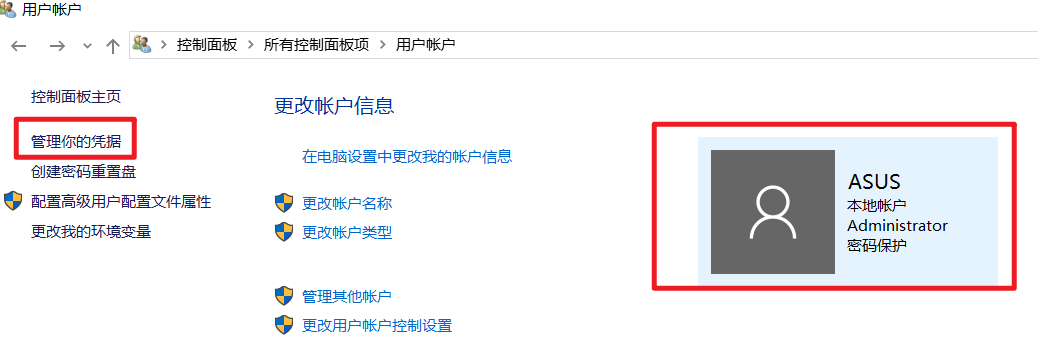 用户帐户
控制面板 > 所有控制面板项 > 用户帐户
控制面板主页
管理你的凭据
创建密码重置盘
配置高级用户配置文件属性
更改我的环境变量
更改帐户信息
在电脑设置中更改我的帐户信息
更改帐户名称
更改帐户类型
管理其他帐户
更改用户帐户控制设置
ASUS
本地帐户
Administrator
密码保护